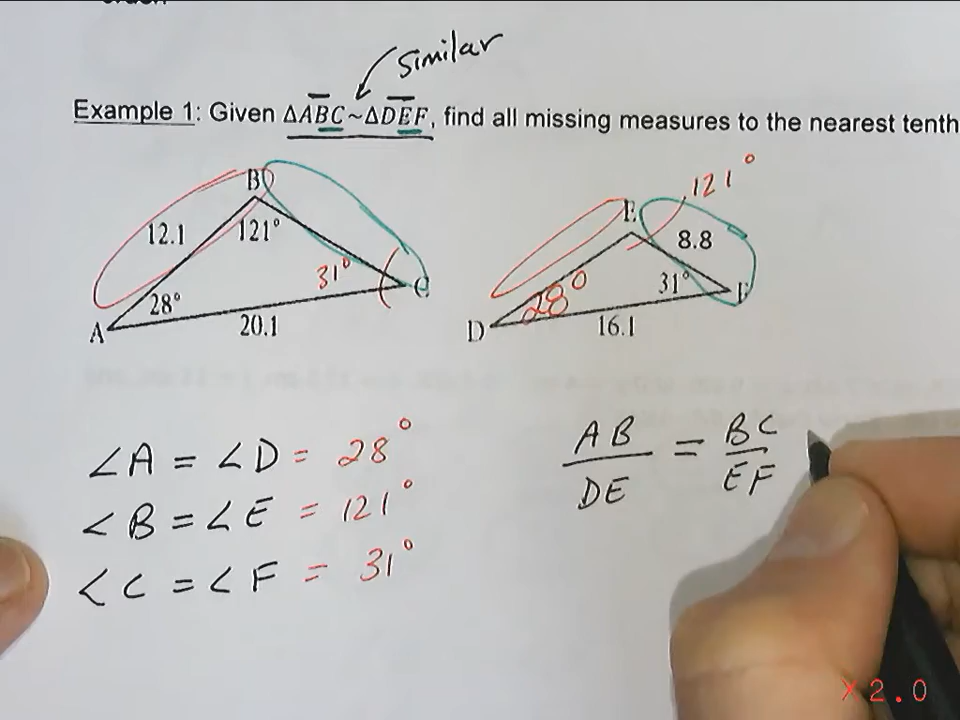 similar
Example 1: Given ΔABC~ΔDEF, find all missing measures to the nearest tenth
B
12.1
121°
31°
28°
A
20.1
C
121°
E
8.8
31°
F
28°
D
16.1
∠A = ∠D = 28°
∠B = ∠E = 121°
∠C = ∠F = 31°
AB/DE = BC/EF
X2.0